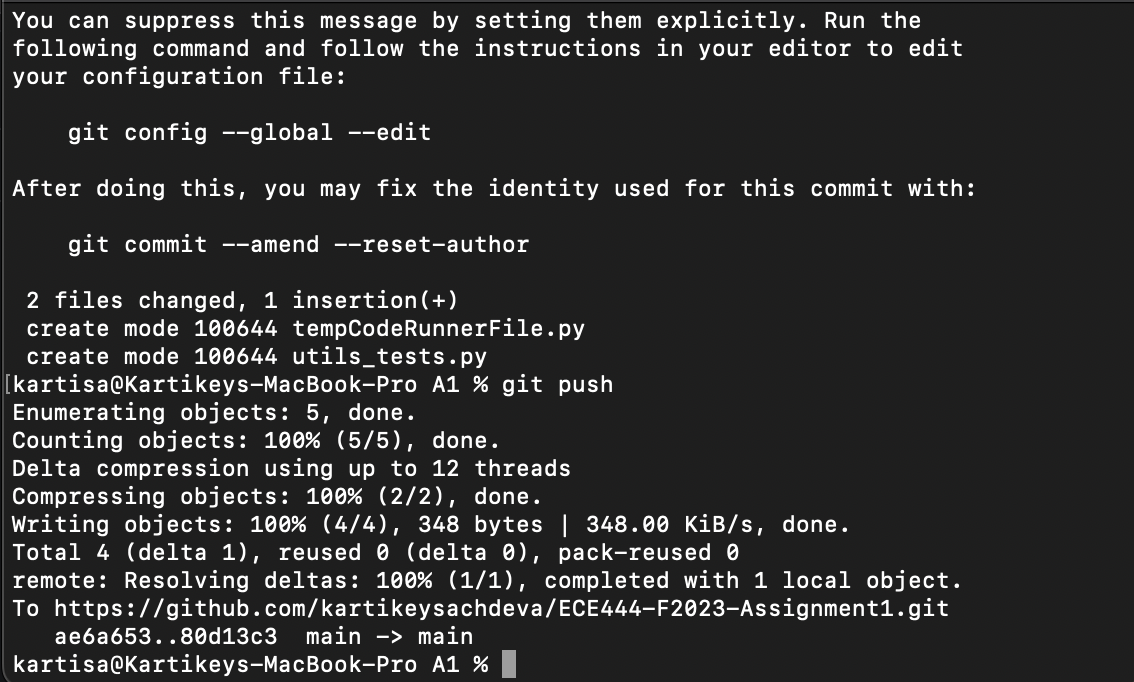 You can suppress this message by setting them explicitly. Run the
following command and follow the instructions in your editor to edit
your configuration file:
git config --global --edit
After doing this, you may fix the identity used for this commit with:
git commit --amend --reset-author
2 files changed, 1 insertion(+)
create mode 100644 tempCodeRunnerFile.py
create mode 100644 utils_tests.py
[kartisa@Kartikeys-MacBook-Pro A1 % git push
Enumerating objects: 5, done.
Counting objects: 100% (5/5), done.
Delta compression using up to 12 threads
Compressing objects: 100% (2/2), done.
Writing objects: 100% (4/4), 348 bytes | 348.00 KiB/s, done.
Total 4 (delta 1), reused 0 (delta 0), pack-reused 0
remote: Resolving deltas: 100% (1/1), completed with 1 local object.
To https://github.com/kartikeysachdeva/ECE444-F2023-Assignment1.git
ae6a653..80d13c3  main -> main
kartisa@Kartikeys-MacBook-Pro A1 %